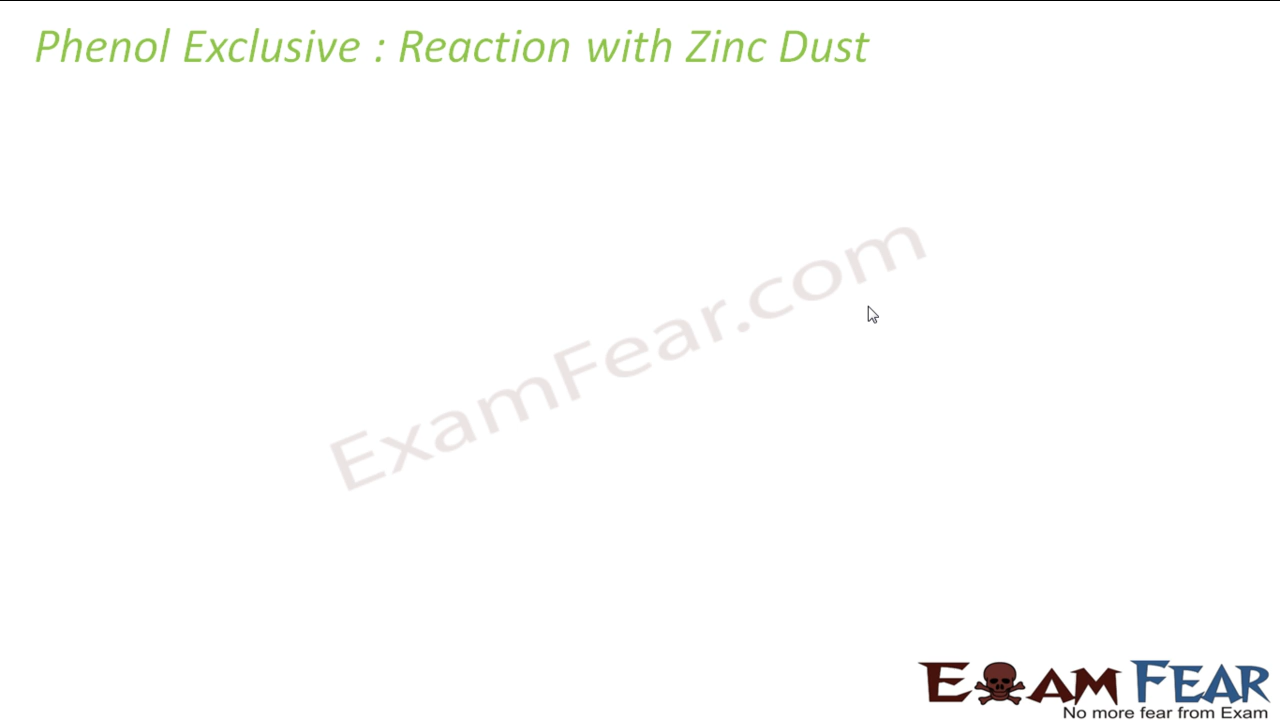 Phenol Exclusive : Reaction with Zinc Dust
ExamFear.com
EXAM FEAR
No more fear from Exam